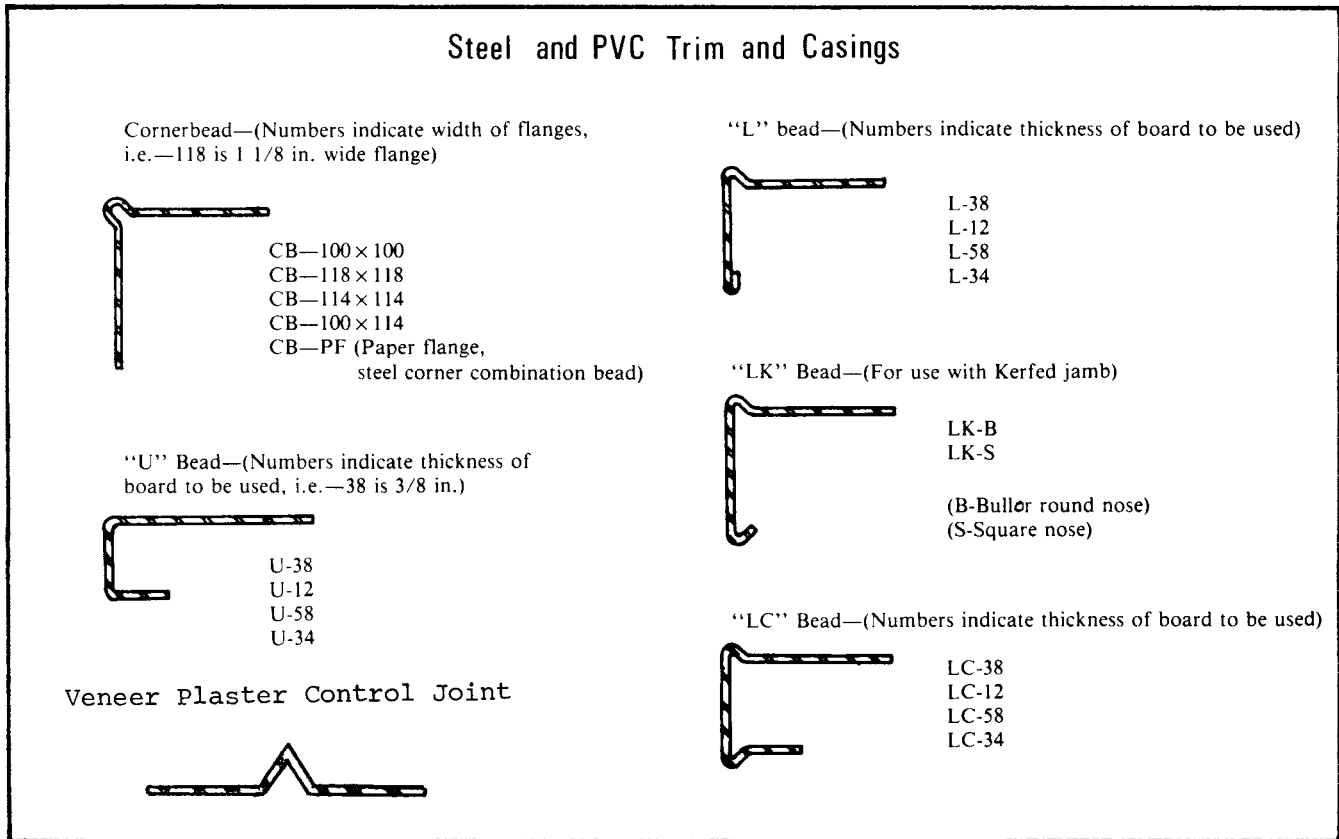 Steel and PVC Trim and Casings
Cornerbead—(Numbers indicate width of flanges,
i.e.—118 is 1 1/8 in. wide flange)
CB—100 × 100
CB—118 × 118
CB—114 × 114
CB—100 × 114
CB—PF (Paper flange,
steel corner combination bead)
"U" Bead—(Numbers indicate thickness of
board to be used, i.e.—38 is 3/8 in.)
U-38
U-12
U-58
U-34
Veneer Plaster Control Joint
"L" bead—(Numbers indicate thickness of board to be used)
L-38
L-12
L-58
L-34
"LK" Bead—(For use with Kerfed jamb)
LK-B
LK-S
(B-Bullor round nose)
(S-Square nose)
"LC" Bead—(Numbers indicate thickness of board to be used)
LC-38
LC-12
LC-58
LC-34